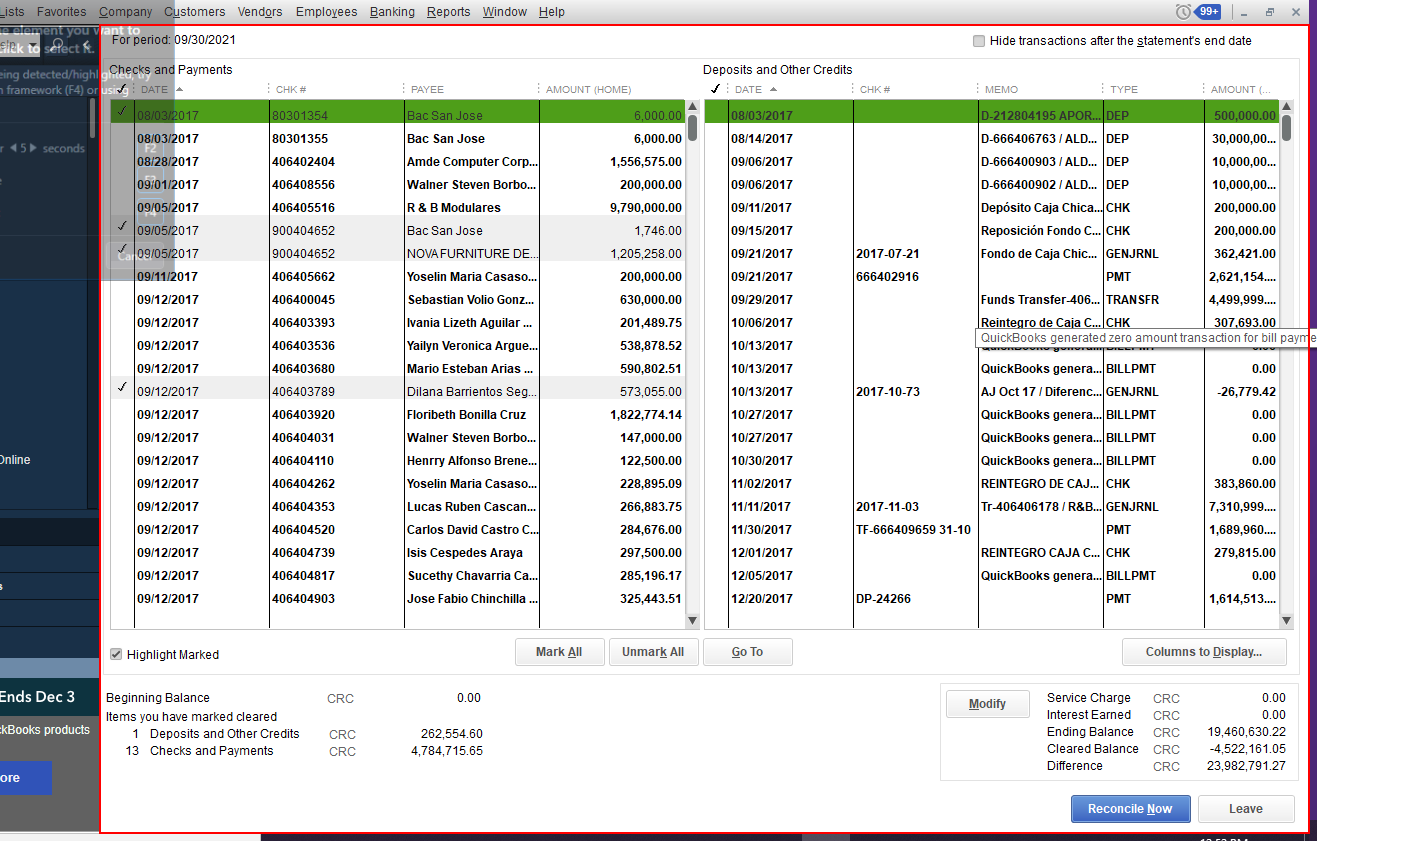 Lists Favorites Company Customers Vendors Employees Banking Reports Window Help
99+
element you want to
click to select it.
being detected/highlighted, try
framework (F4) or using
5 seconds
F2
F3
F4
Cancel
Online
Ends Dec 3
ckBooks products
ore
For period: 09/30/2021
Hide transactions after the statement's end date
Checks and Payments
DATE CHK # PAYEE AMOUNT (HOME)
08/03/2017 80301354 Bac San Jose 6,000.00
08/03/2017 80301355 Bac San Jose 6,000.00
08/28/2017 406402404 Amde Computer Corp... 1,556,575.00
09/01/2017 406408556 Walner Steven Borbo... 200,000.00
09/05/2017 406405516 R & B Modulares 9,790,000.00
09/05/2017 900404652 Bac San Jose 1,746.00
09/05/2017 900404652 NOVA FURNITURE DE... 1,205,258.00
09/11/2017 406405662 Yoselin Maria Casaso... 200,000.00
09/12/2017 406400045 Sebastian Volio Gonz... 630,000.00
09/12/2017 406403393 Ivania Lizeth Aguilar ... 201,489.75
09/12/2017 406403536 Yailyn Veronica Argue... 538,878.52
09/12/2017 406403680 Mario Esteban Arias ... 590,802.51
09/12/2017 406403789 Dilana Barrientos Seg... 573,055.00
09/12/2017 406403920 Floribeth Bonilla Cruz 1,822,774.14
09/12/2017 406404031 Walner Steven Borbo... 147,000.00
09/12/2017 406404110 Henrry Alfonso Brene... 122,500.00
09/12/2017 406404262 Yoselin Maria Casaso... 228,895.09
09/12/2017 406404353 Lucas Ruben Cascan... 266,883.75
09/12/2017 406404520 Carlos David Castro C... 284,676.00
09/12/2017 406404739 Isis Cespedes Araya 297,500.00
09/12/2017 406404817 Sucethy Chavarria Ca... 285,196.17
09/12/2017 406404903 Jose Fabio Chinchilla ... 325,443.51
Deposits and Other Credits
DATE CHK # MEMO TYPE AMOUNT (...
08/03/2017 D-212804195 APOR... DEP 500,000.00
08/14/2017 D-666406763 / ALD... DEP 30,000,00...
09/06/2017 D-666400903 / ALD... DEP 10,000,00...
09/06/2017 D-666400902 / ALD... DEP 10,000,00...
09/11/2017 Depósito Caja Chica... CHK 200,000.00
09/15/2017 Reposición Fondo C... CHK 200,000.00
09/21/2017 2017-07-21 Fondo de Caja Chic... GENJRNL 362,421.00
09/21/2017 666402916 PMT 2,621,154....
09/29/2017 Funds Transfer-406... TRANSFR 4,499,999....
10/06/2017 Reintegro de Caja C... CHK 307,693.00
QuickBooks generated zero amount transaction for bill payme
10/13/2017 QuickBooks genera... BILLPMT 0.00
10/13/2017 BILLPMT 0.00
10/13/2017 2017-10-73 AJ Oct 17 / Diferenc... GENJRNL -26,779.42
10/27/2017 QuickBooks genera... BILLPMT 0.00
10/27/2017 QuickBooks genera... BILLPMT 0.00
10/30/2017 QuickBooks genera... BILLPMT 0.00
11/02/2017 REINTEGRO DE CAJ... CHK 383,860.00
11/11/2017 2017-11-03 Tr-406406178 / R&B... GENJRNL 7,310,999....
11/30/2017 TF-666409659 31-10 PMT 1,689,960....
12/01/2017 REINTEGRO CAJA C... CHK 279,815.00
12/05/2017 QuickBooks genera... BILLPMT 0.00
12/20/2017 DP-24266 PMT 1,614,513....
Highlight Marked
Mark All Unmark All Go To Columns to Display...
Beginning Balance CRC 0.00
Items you have marked cleared
1 Deposits and Other Credits CRC 262,554.60
13 Checks and Payments CRC 4,784,715.65
Modify
Service Charge CRC 0.00
Interest Earned CRC 0.00
Ending Balance CRC 19,460,630.22
Cleared Balance CRC -4,522,161.05
Difference CRC 23,982,791.27
Reconcile Now Leave